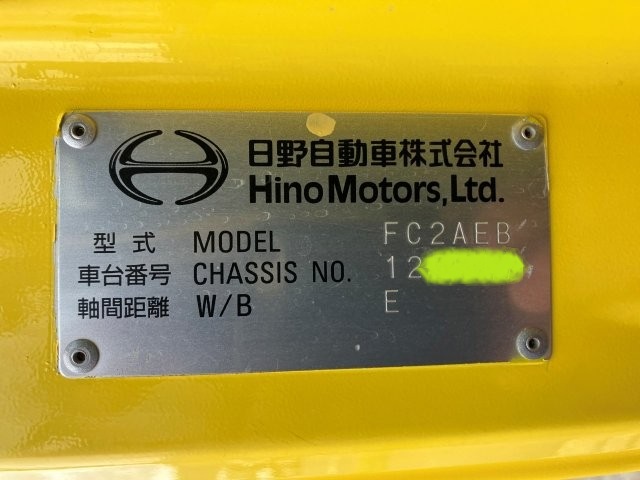 日野自動車株式会社
Hino Motors, Ltd.
型式 MODEL FC2AEB
車台番号 CHASSIS NO. 12
軸間距離 W/B E